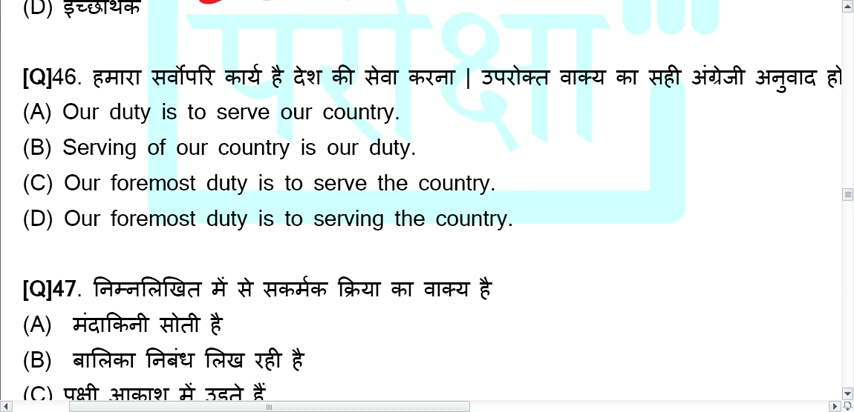 (D) इच्छार्थक
[Q]46. हमारा सर्वोपरि कार्य है देश की सेवा करना | उपरोक्त वाक्य का सही अंग्रेजी अनुवाद हो
(A) Our duty is to serve our country.
(B) Serving of our country is our duty.
(C) Our foremost duty is to serve the country.
(D) Our foremost duty is to serving the country.
[Q]47. निम्नलिखित में से सकर्मक क्रिया का वाक्य है
(A) मंदाकिनी सोती है
(B) बालिका निबंध लिख रही है
(C) पक्षी आकाश में उड़ते हैं
परीक्षा